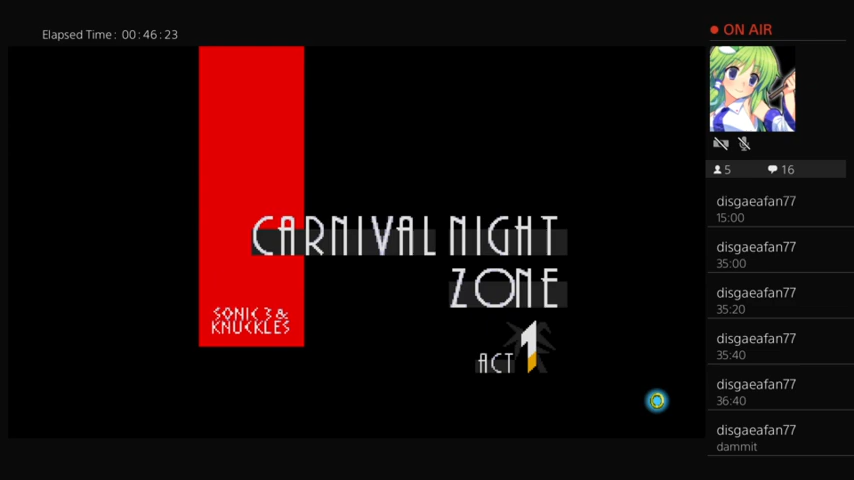 Elapsed Time: 00:46:23
ON AIR
5
16
CARNIVAL NIGHT
ZONE
SONIC 3 &
KNUCKLES
ACT 1
disgaeafan77
15:00
disgaeafan77
35:00
disgaeafan77
35:20
disgaeafan77
35:40
disgaeafan77
36:40
disgaeafan77
dammit